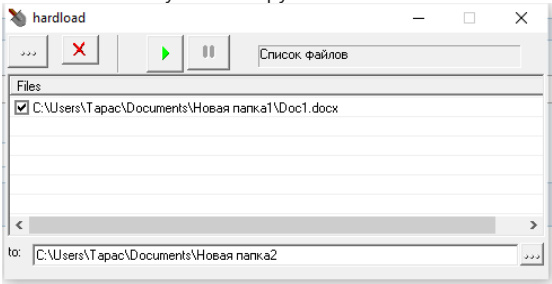 hardload
...
Список файлов
Files
C:\Users\Тарас\Documents\Новая папка1\Doc1.docx
to:
C:\Users\Тарас\Documents\Новая папка2
...